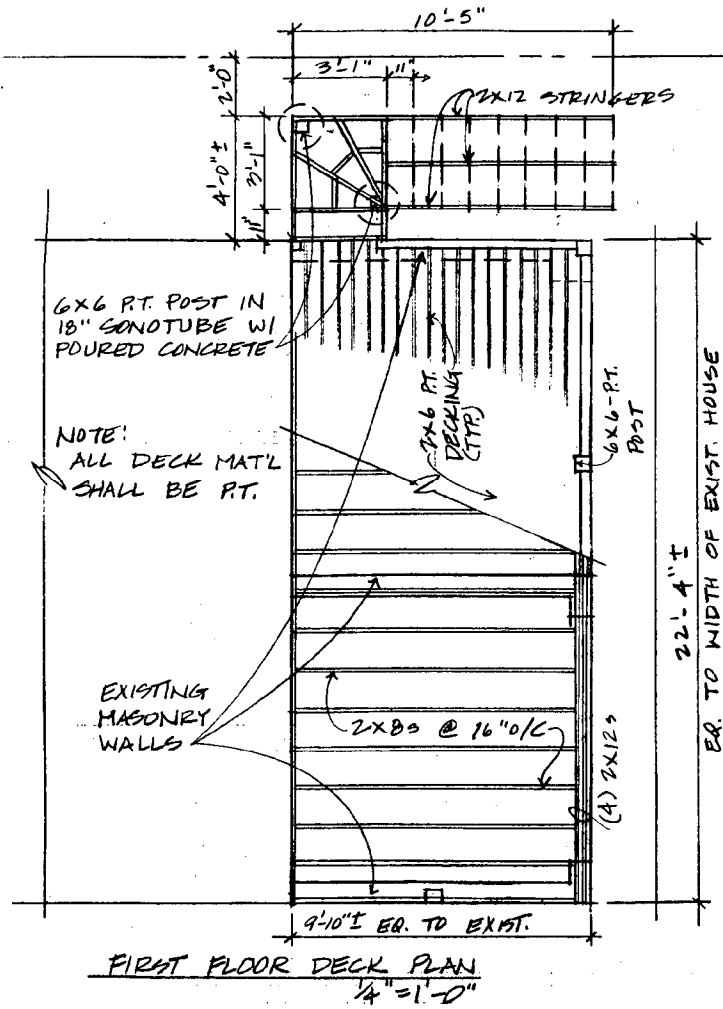 10'-5"
3'-1"
11"
2'-0"
2X12 STRINGERS
4'-0"±
3'-1"
11"
6X6 P.T. POST IN
18" SONOTUBE W/
POURED CONCRETE
2X6 P.T.
DECKING
(TYP.)
6X6-P.T.
POST
NOTE:
ALL DECK MAT'L
SHALL BE P.T.
22'-4"±
EQ. TO WIDTH OF EXIST. HOUSE
EXISTING
MASONRY
WALLS
2X8s @ 16"O/C
(4) 2X12s
9'-10"± EQ. TO EXIST.
FIRST FLOOR DECK PLAN
1/4"=1'-0"